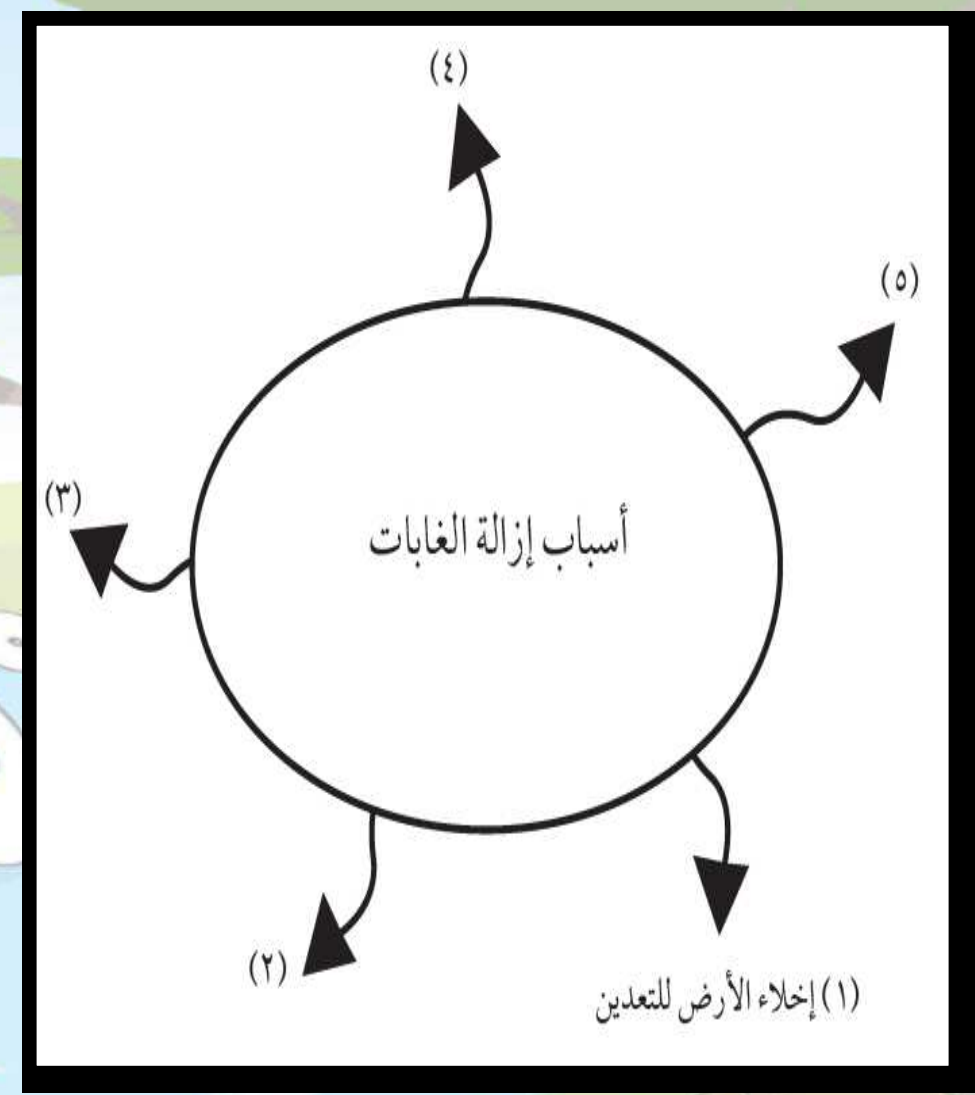 (٤)
(٥)
(٣)
أسباب إزالة الغابات
(٢)
(١) إخلاء الأرض للتعدين